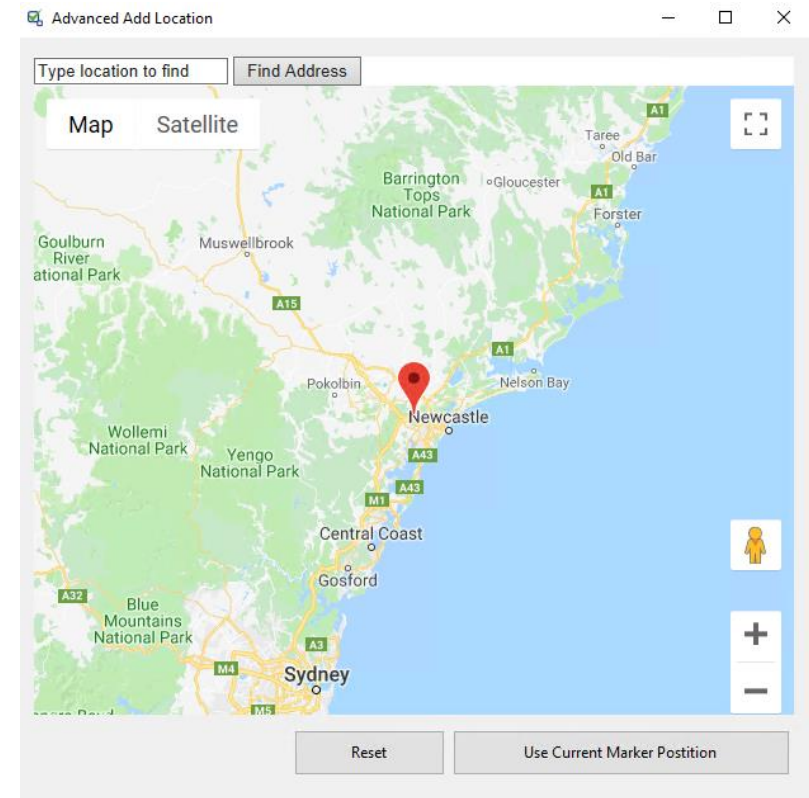 Advanced Add Location
Type location to find
Find Address
Map
Satellite
A1
Taree
Old Bar
Barrington
Tops
National Park
Gloucester
A1
Forster
Goulburn
River
ational Park
Muswellbrook
A15
A1
Pokolbin
Nelson Bay
Newcastle
Wollemi
National Park
Yengo
National Park
A43
A43
M1
Central Coast
Gosford
A32
Blue
Mountains
National Park
A3
M4
Sydney
M5
Reset
Use Current Marker Postition